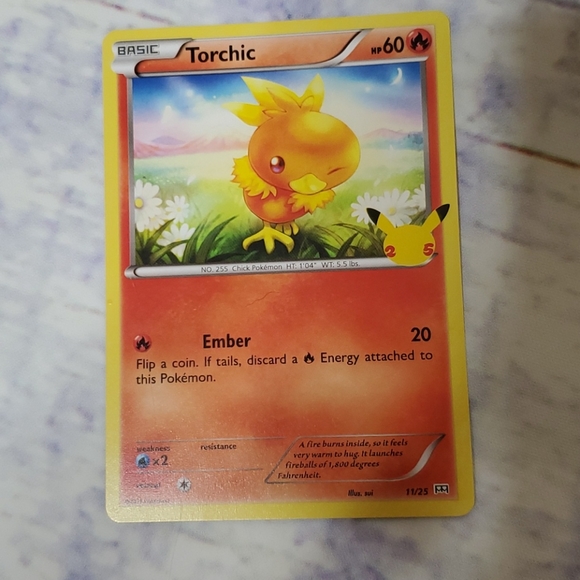 BASIC
Torchic
HP 60
25
NO. 255 Chick Pokémon HT: 1'04" WT: 5.5 lbs.
Ember 20
Flip a coin. If tails, discard a Energy attached to
this Pokémon.
weakness resistance
×2
A fire burns inside, so it feels
very warm to hug. It launches
fireballs of 1,800 degrees
Fahrenheit.
Illus. sui 11/25